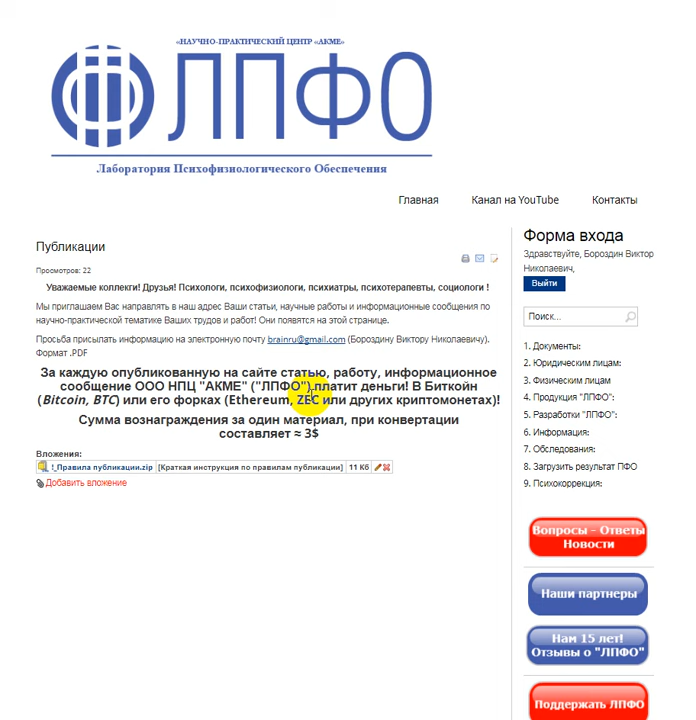 «НАУЧНО-ПРАКТИЧЕСКИЙ ЦЕНТР «АКМЕ»
ЛПФО
Лаборатория Психофизиологического Обеспечения
Главная Канал на YouTube Контакты
Публикации
Просмотров: 22
Уважаемые коллекги! Друзья! Психологи, психофизиологи, психиатры, психотерапевты, социологи !
Мы приглашаем Вас направлять в наш адрес Ваши статьи, научные работы и информационные сообщения по
научно-практической тематике Ваших трудов и работ! Они появятся на этой странице.
Просьба присылать информацию на электронную почту brainru@gmail.com (Бороздину Виктору Николаевичу).
Формат .PDF
За каждую опубликованную на сайте статью, работу, информационное
сообщение ООО НПЦ "АКМЕ" ("ЛПФО") платит деньги! В Биткойн
(Bitcoin, BTC) или его форках (Ethereum, ZEC или других криптомонетах)!
Сумма вознаграждения за один материал, при конвертации
составляет ≈ 3$
Вложения:
!_Правила публикации.zip [Краткая инструкция по правилам публикации] 11 Кб
Добавить вложение
Форма входа
Здравствуйте, Бороздин Виктор
Николаевич,
Выйти
Поиск...
1. Документы:
2. Юридическим лицам:
3. Физическим лицам
4. Продукция "ЛПФО":
5. Разработки "ЛПФО":
6. Информация:
7. Обследования:
8. Загрузить результат ПФО
9. Психокоррекция:
Вопросы - Ответы
Новости
Наши партнеры
Нам 15 лет!
Отзывы о "ЛПФО"
Поддержать ЛПФО